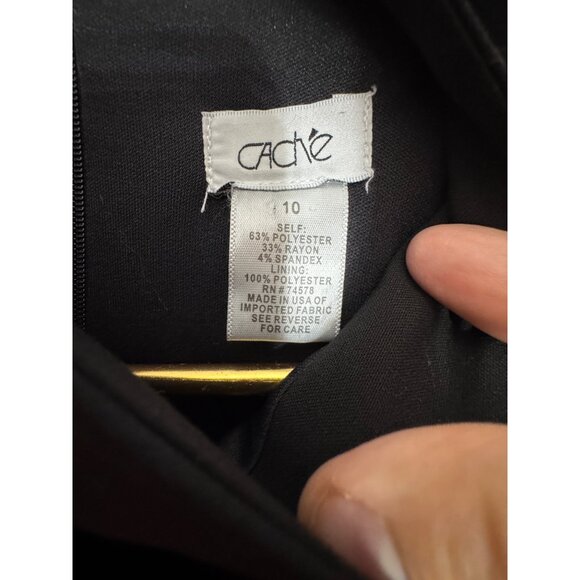 CACHÉ
10
SELF:
63% POLYESTER
33% RAYON
4% SPANDEX
LINING:
100% POLYESTER
RN # 74578
MADE IN USA OF
IMPORTED FABRIC
SEE REVERSE
FOR CARE